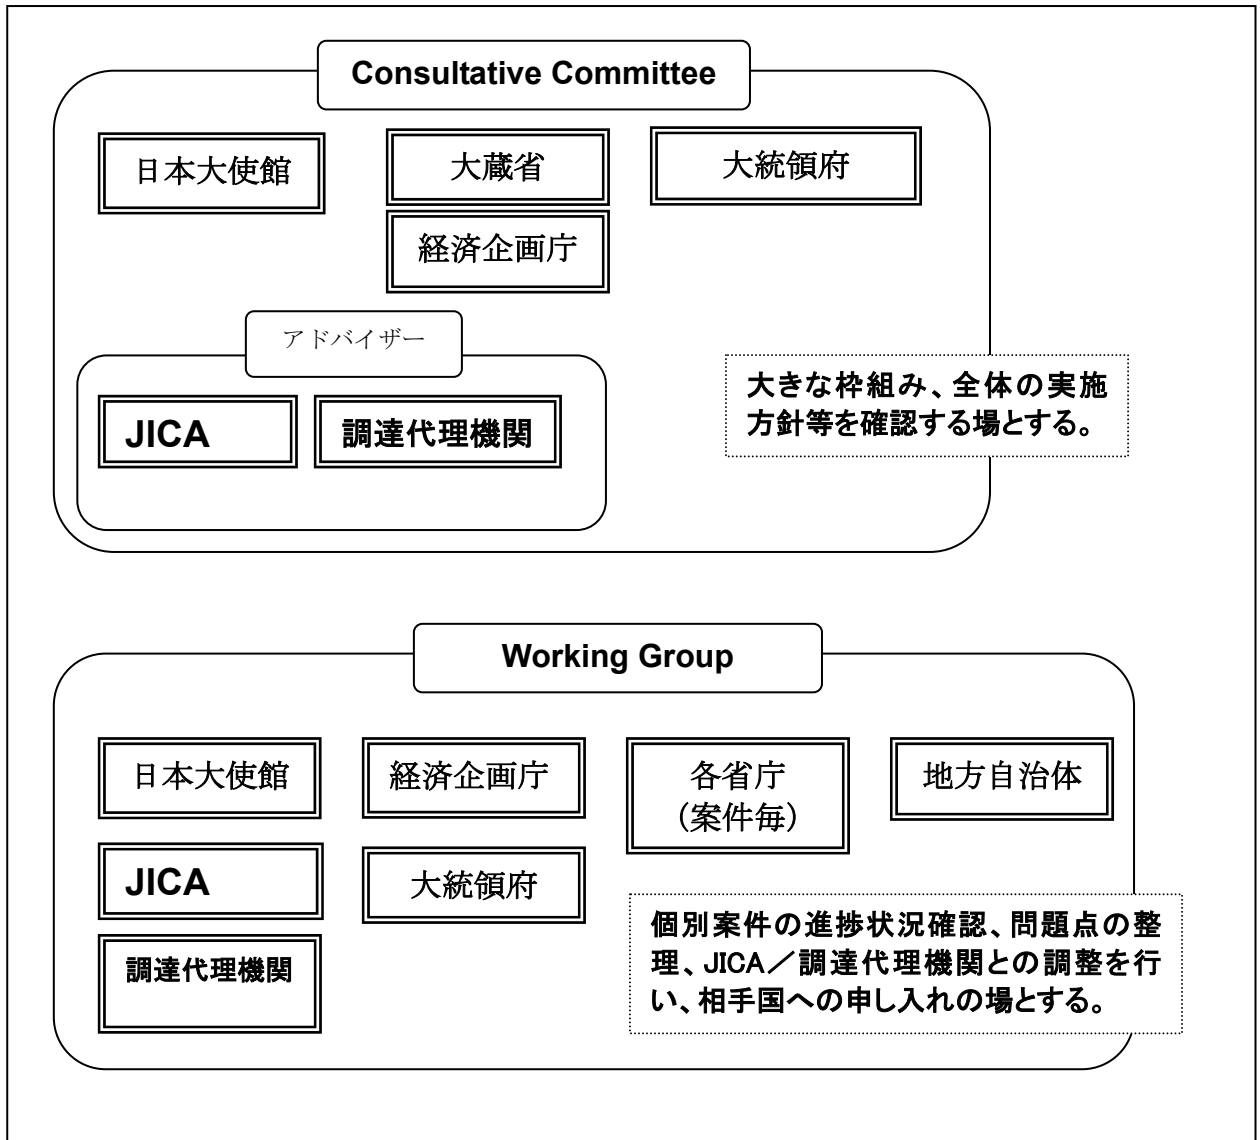 Consultative Committee
日本大使館
大蔵省
大統領府
経済企画庁
アドバイザー
JICA
調達代理機関
大きな枠組み、全体の実施
方針等を確認する場とする。
Working Group
日本大使館
経済企画庁
各省庁
（案件毎）
地方自治体
JICA
大統領府
調達代理機関
個別案件の進捗状況確認、問題点の整
理、JICA／調達代理機関との調整を行
い、相手国への申し入れの場とする。